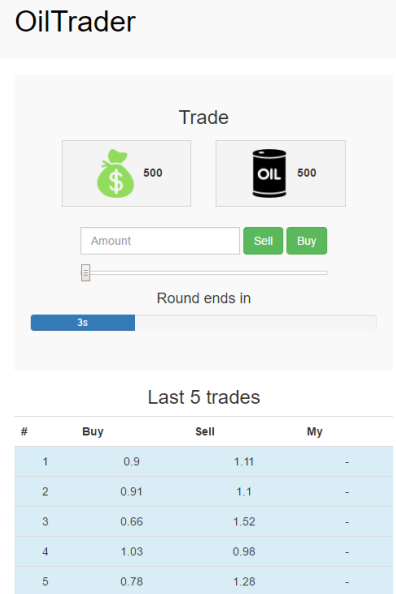 OilTrader
Trade
500
OIL 500
Amount Sell Buy
Round ends in
3s
Last 5 trades
# Buy Sell My
1 0.9 1.11 -
2 0.91 1.1 -
3 0.66 1.52 -
4 1.03 0.98 -
5 0.78 1.28 -